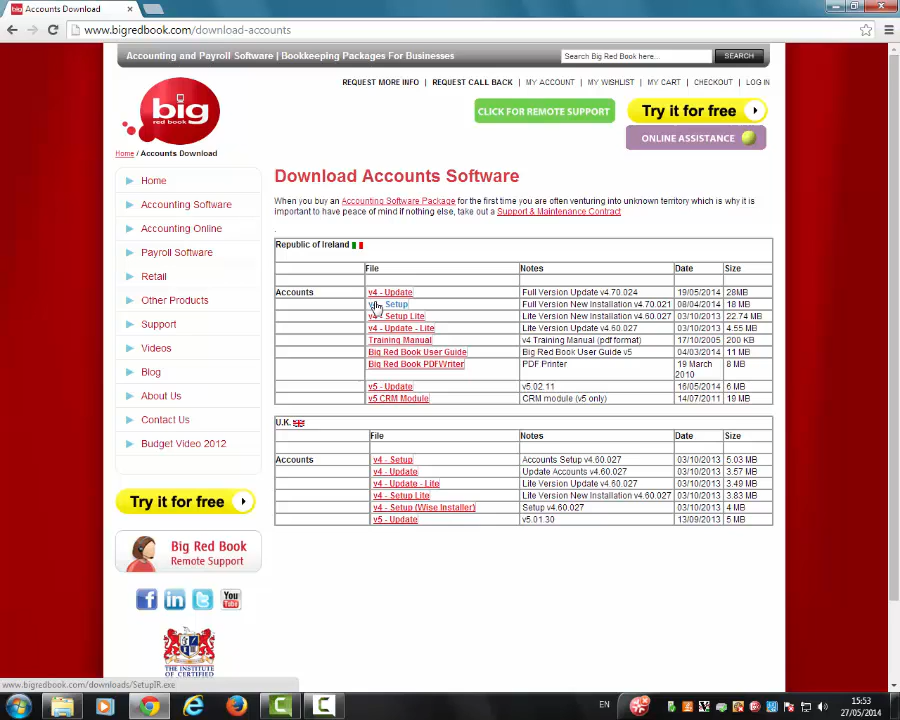 Accounts Download
www.bigredbook.com/download-accounts
Accounting and Payroll Software | Bookkeeping Packages For Businesses
Search Big Red Book here...
SEARCH
REQUEST MORE INFO | REQUEST CALL BACK | MY ACCOUNT | MY WISHLIST | MY CART | CHECKOUT | LOG IN
big
red book
CLICK FOR REMOTE SUPPORT
Try it for free
ONLINE ASSISTANCE
Home / Accounts Download
Home
Accounting Software
Accounting Online
Payroll Software
Retail
Other Products
Support
Videos
Blog
About Us
Contact Us
Budget Video 2012
Try it for free
Big Red Book
Remote Support
You
Tube
THE INSTITUTE
OF CERTIFIED
Download Accounts Software
When you buy an Accounting Software Package for the first time you are often venturing into unknown territory which is why it is
important to have peace of mind if nothing else, take out a Support & Maintenance Contract
.
Republic of Ireland
File Notes Date Size
Accounts v4 - Update Full Version Update v4.70.024 19/05/2014 28MB
Setup Full Version New Installation v4.70.021 08/04/2014 18 MB
v4 - Setup Lite Lite Version New Installation v4.60.027 03/10/2013 22.74 MB
v4 - Update - Lite Lite Version Update v4.60.027 03/10/2013 4.55 MB
Training Manual v4 Training Manual (pdf format) 17/10/2005 200 KB
Big Red Book User Guide Big Red Book User Guide v5 04/03/2014 11 MB
Big Red Book PDFWriter PDF Printer 19 March 2010 8 MB
v5 - Update v5.02.11 16/05/2014 6 MB
v5 CRM Module CRM module (v5 only) 14/07/2011 19 MB
U.K.
File Notes Date Size
Accounts v4 - Setup Accounts Setup v4.60.027 03/10/2013 5.03 MB
v4 - Update Update Accounts v4.60.027 03/10/2013 3.57 MB
v4 - Update - Lite Lite Version Update v4.60.027 03/10/2013 3.49 MB
v4 - Setup Lite Lite Version New Installation v4.60.027 03/10/2013 3.83 MB
v4 - Setup (Wise Installer) Setup v4.60.027 03/10/2013 4 MB
v5 - Update v5.01.30 13/09/2013 5 MB
www.bigredbook.com/downloads/SetupIR.exe
EN
15:53
27/05/2014